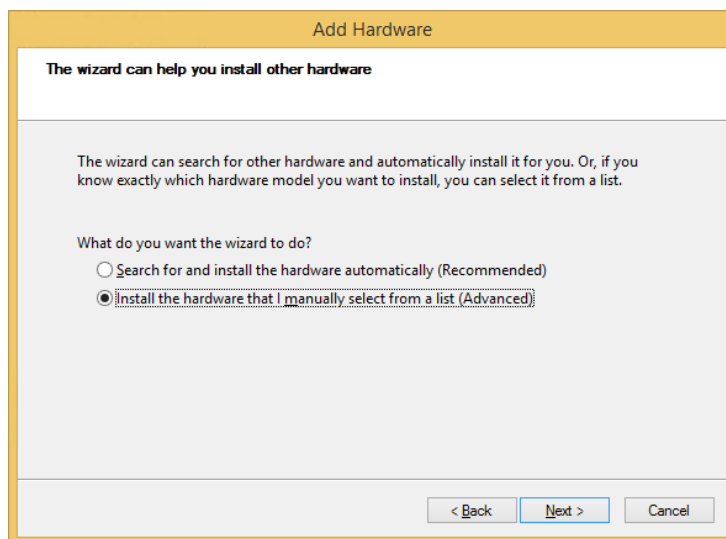 Add Hardware
The wizard can help you install other hardware
The wizard can search for other hardware and automatically install it for you. Or, if you
know exactly which hardware model you want to install, you can select it from a list.
What do you want the wizard to do?
Search for and install the hardware automatically (Recommended)
Install the hardware that I manually select from a list (Advanced)
< Back Next > Cancel